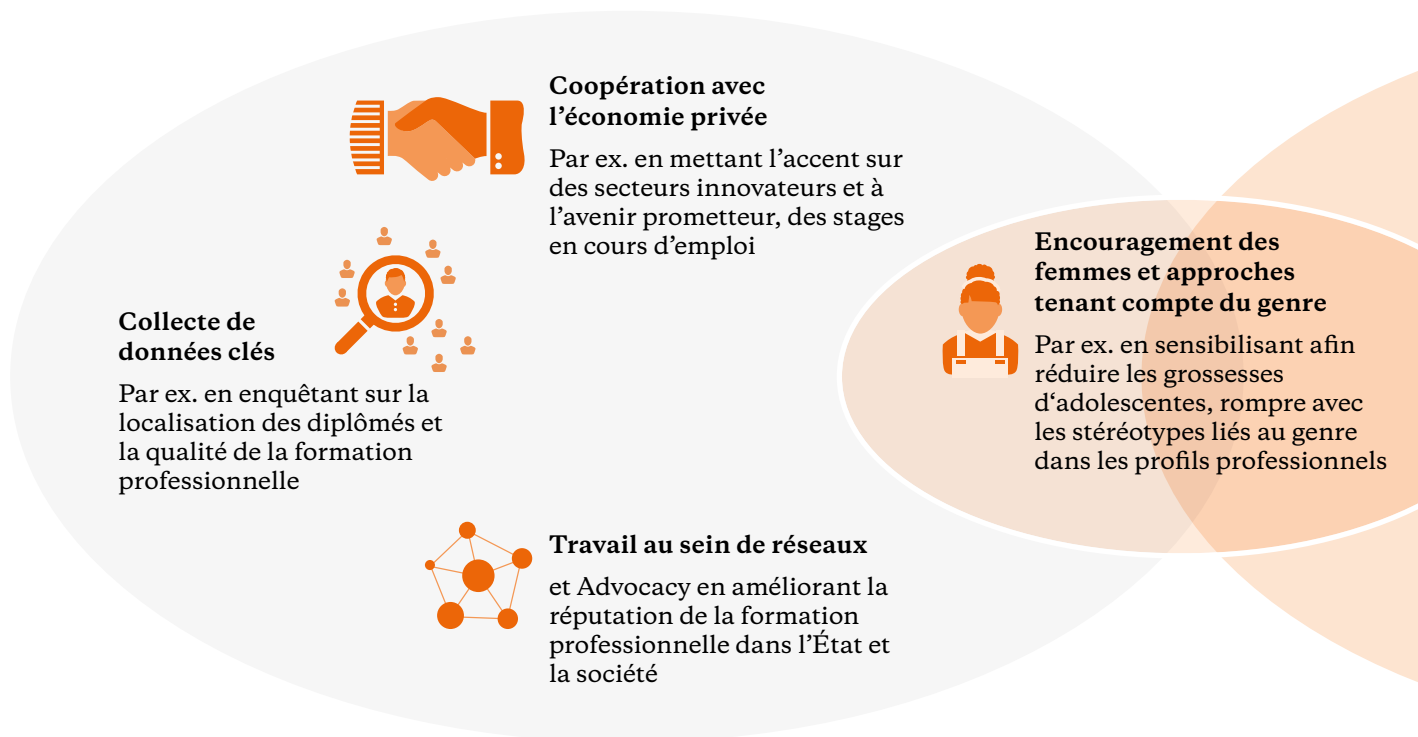 Coopération avec
l’économie privée
Par ex. en mettant l’accent sur
des secteurs innovateurs et à
l’avenir prometteur, des stages
en cours d’emploi
Collecte de
données clés
Par ex. en enquêtant sur la
localisation des diplômés et
la qualité de la formation
professionnelle
Travail au sein de réseaux
et Advocacy en améliorant la
réputation de la formation
professionnelle dans l’État et
la société
Encouragement des
femmes et approches
tenant compte du genre
Par ex. en sensibilisant afin
réduire les grossesses
d‘adolescentes, rompre avec
les stéréotypes liés au genre
dans les profils professionnels